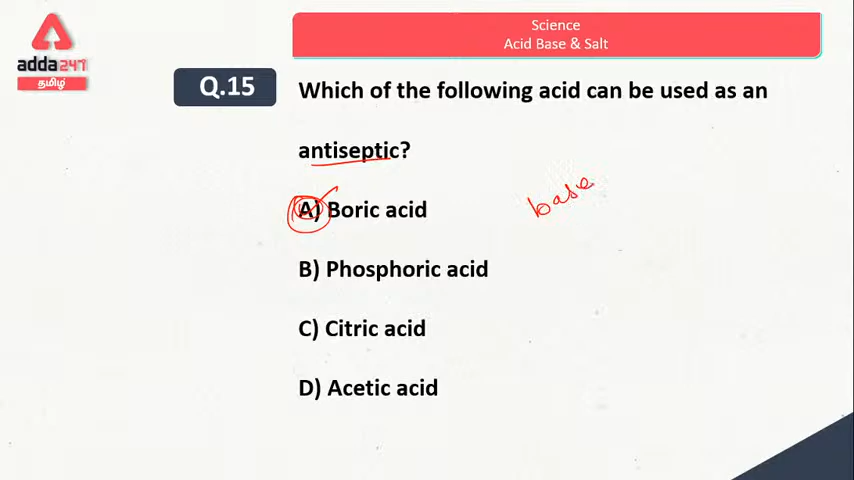 Science
Acid Base & Salt
adda247
தமிழ்
Q.15
Which of the following acid can be used as an
antiseptic?
A) Boric acid
base
B) Phosphoric acid
C) Citric acid
D) Acetic acid